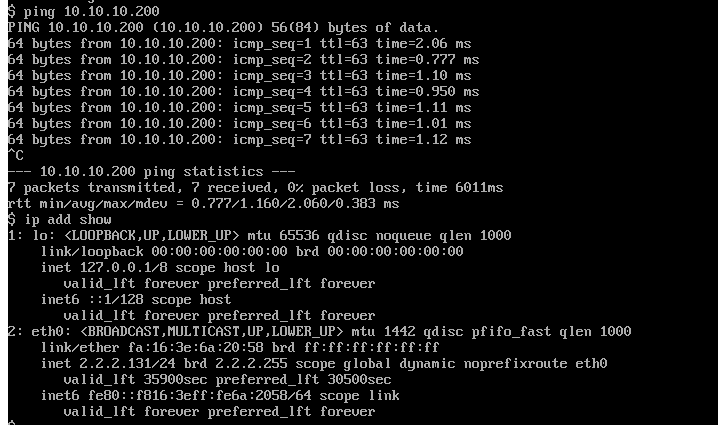 $ ping 10.10.10.200
PING 10.10.10.200 (10.10.10.200) 56(84) bytes of data.
64 bytes from 10.10.10.200: icmp_seq=1 ttl=63 time=2.06 ms
64 bytes from 10.10.10.200: icmp_seq=2 ttl=63 time=0.777 ms
64 bytes from 10.10.10.200: icmp_seq=3 ttl=63 time=1.10 ms
64 bytes from 10.10.10.200: icmp_seq=4 ttl=63 time=0.950 ms
64 bytes from 10.10.10.200: icmp_seq=5 ttl=63 time=1.11 ms
64 bytes from 10.10.10.200: icmp_seq=6 ttl=63 time=1.01 ms
64 bytes from 10.10.10.200: icmp_seq=7 ttl=63 time=1.12 ms
^C
--- 10.10.10.200 ping statistics ---
7 packets transmitted, 7 received, 0% packet loss, time 6011ms
rtt min/avg/max/mdev = 0.777/1.160/2.060/0.383 ms
$ ip add show
1: lo: <LOOPBACK,UP,LOWER_UP> mtu 65536 qdisc noqueue qlen 1000
    link/loopback 00:00:00:00:00:00 brd 00:00:00:00:00:00
    inet 127.0.0.1/8 scope host lo
       valid_lft forever preferred_lft forever
    inet6 ::1/128 scope host
       valid_lft forever preferred_lft forever
2: eth0: <BROADCAST,MULTICAST,UP,LOWER_UP> mtu 1442 qdisc pfifo_fast qlen 1000
    link/ether fa:16:3e:6a:20:58 brd ff:ff:ff:ff:ff:ff
    inet 2.2.2.131/24 brd 2.2.2.255 scope global dynamic noprefixroute eth0
       valid_lft 35900sec preferred_lft 30500sec
    inet6 fe80::f816:3eff:fe6a:2058/64 scope link
       valid_lft forever preferred_lft forever
$